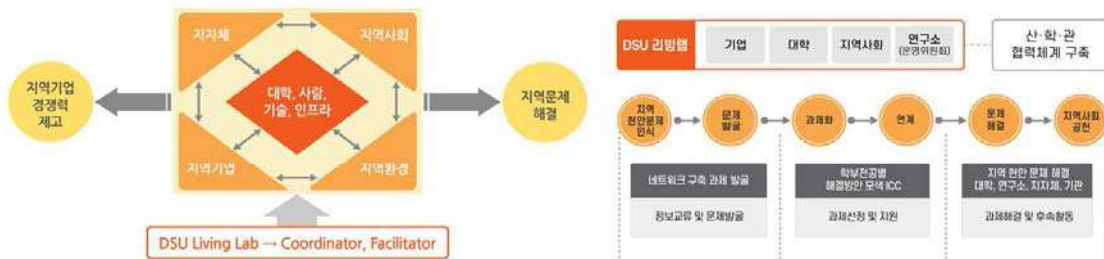 지자체
지역사회
대학, 사람,
기술, 인프라
지역기업
지역환경
지역기업
경쟁력
제고
지역문제
해결
DSU Living Lab → Coordinator, Facilitator
DSU 리빙랩
기업
대학
지역사회
연구소
(운영위원회)
산·학·관
협력체계 구축
지역
현안문제
인식
문제
발굴
과제화
연계
문제
해결
지역사회
공헌
네트워크 구축 과제 발굴
정보교류 및 문제발굴
학부전공별
해결방안 모색 ICC
과제선정 및 지원
지역 현안 문제 해결
대학, 연구소, 지자체, 기관
과제해결 및 후속활동